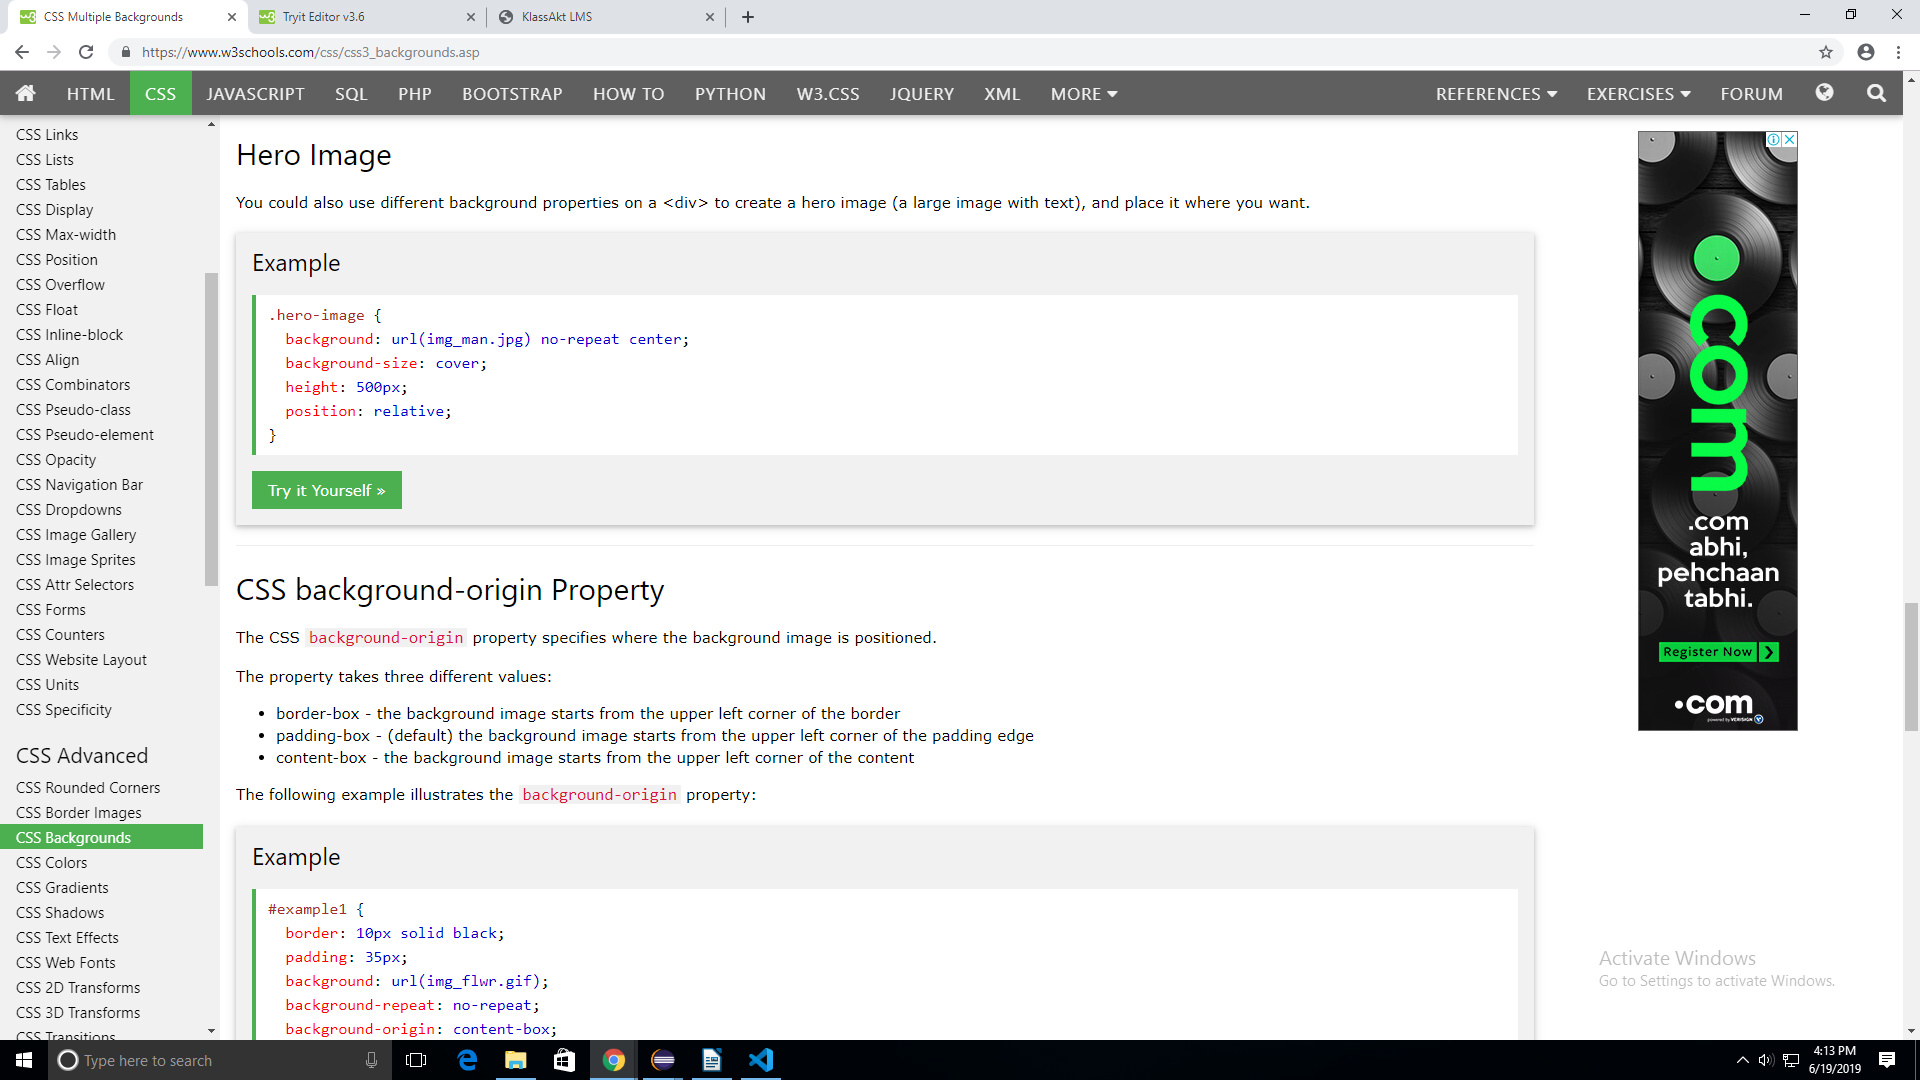 CSS Multiple Backgrounds
Tryit Editor v3.6
KlassAkt LMS
https://www.w3schools.com/css/css3_backgrounds.asp
HTML CSS JAVASCRIPT SQL PHP BOOTSTRAP HOW TO PYTHON W3.CSS JQUERY XML MORE REFERENCES EXERCISES FORUM
CSS Links
CSS Lists
CSS Tables
CSS Display
CSS Max-width
CSS Position
CSS Overflow
CSS Float
CSS Inline-block
CSS Align
CSS Combinators
CSS Pseudo-class
CSS Pseudo-element
CSS Opacity
CSS Navigation Bar
CSS Dropdowns
CSS Image Gallery
CSS Image Sprites
CSS Attr Selectors
CSS Forms
CSS Counters
CSS Website Layout
CSS Units
CSS Specificity
CSS Advanced
CSS Rounded Corners
CSS Border Images
CSS Backgrounds
CSS Colors
CSS Gradients
CSS Shadows
CSS Text Effects
CSS Web Fonts
CSS 2D Transforms
CSS 3D Transforms
CSS Transitions
Hero Image
You could also use different background properties on a <div> to create a hero image (a large image with text), and place it where you want.
Example
.hero-image {
  background: url(img_man.jpg) no-repeat center;
  background-size: cover;
  height: 500px;
  position: relative;
}
Try it Yourself »
CSS background-origin Property
The CSS background-origin property specifies where the background image is positioned.
The property takes three different values:
• border-box - the background image starts from the upper left corner of the border
• padding-box - (default) the background image starts from the upper left corner of the padding edge
• content-box - the background image starts from the upper left corner of the content
The following example illustrates the background-origin property:
Example
#example1 {
  border: 10px solid black;
  padding: 35px;
  background: url(img_flwr.gif);
  background-repeat: no-repeat;
  background-origin: content-box;
.com
.com
abhi,
pehchaan
tabhi.
Register Now
.com
powered by VERISIGN
Activate Windows
Go to Settings to activate Windows.
Type here to search
4:13 PM
6/19/2019